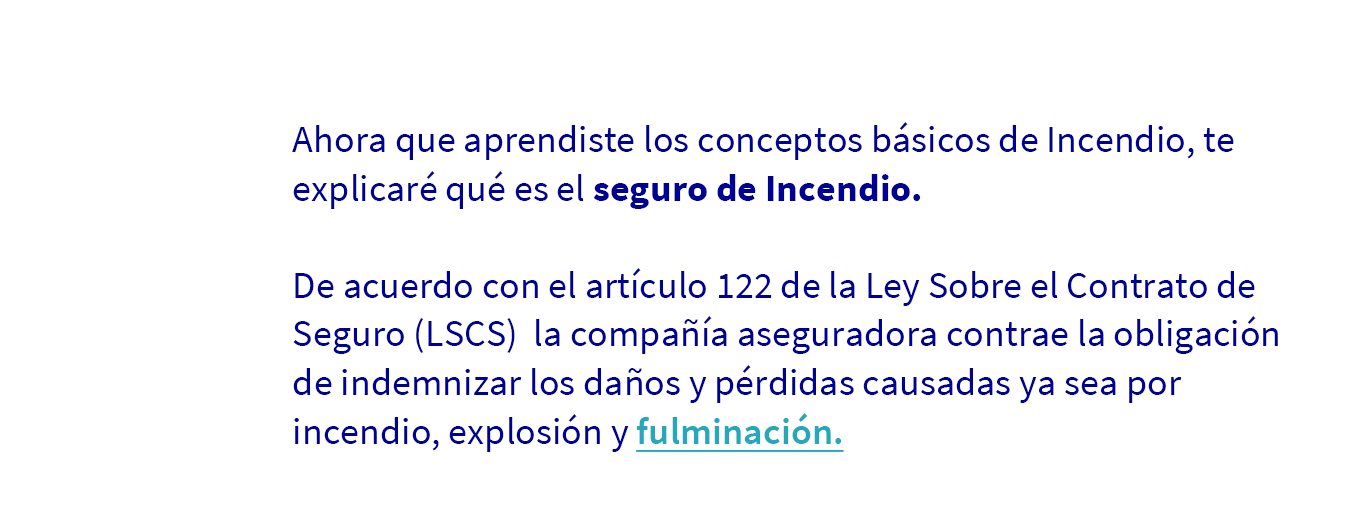 Ahora que aprendiste los conceptos básicos de Incendio, te
explicaré qué es el seguro de Incendio.
De acuerdo con el artículo 122 de la Ley Sobre el Contrato de
Seguro (LSCS)  la compañía aseguradora contrae la obligación
de indemnizar los daños y pérdidas causadas ya sea por
incendio, explosión y fulminación.